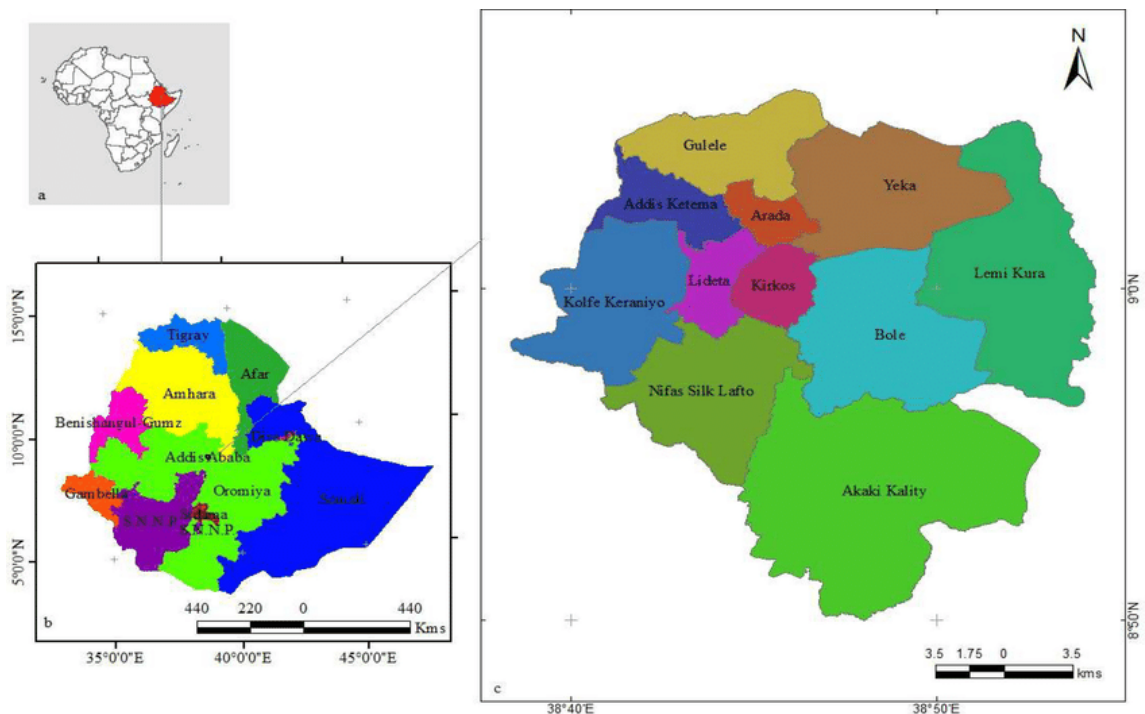 a
N
Gulele
Yeka
Addis Ketema
Arada
Lideta
Kirkos
Lemi Kura
Kolfe Keraniyo
Bole
Nifas Silk Lafto
Akaki Kality
9°0'N
8°50'N
3.5 1.75 0 3.5
kms
c
38°40'E
38°50'E
15°0'0"N
10°0'0"N
5°0'0"N
Tigray
Afar
Amhara
Benishangul Gumz
Dire Dawa
Addis Ababa
Gambella
Oromiya
Somali
S.N.N.P.
S.N.N.P.
440 220 0 440
Kms
b
35°0'0"E
40°0'0"E
45°0'0"E